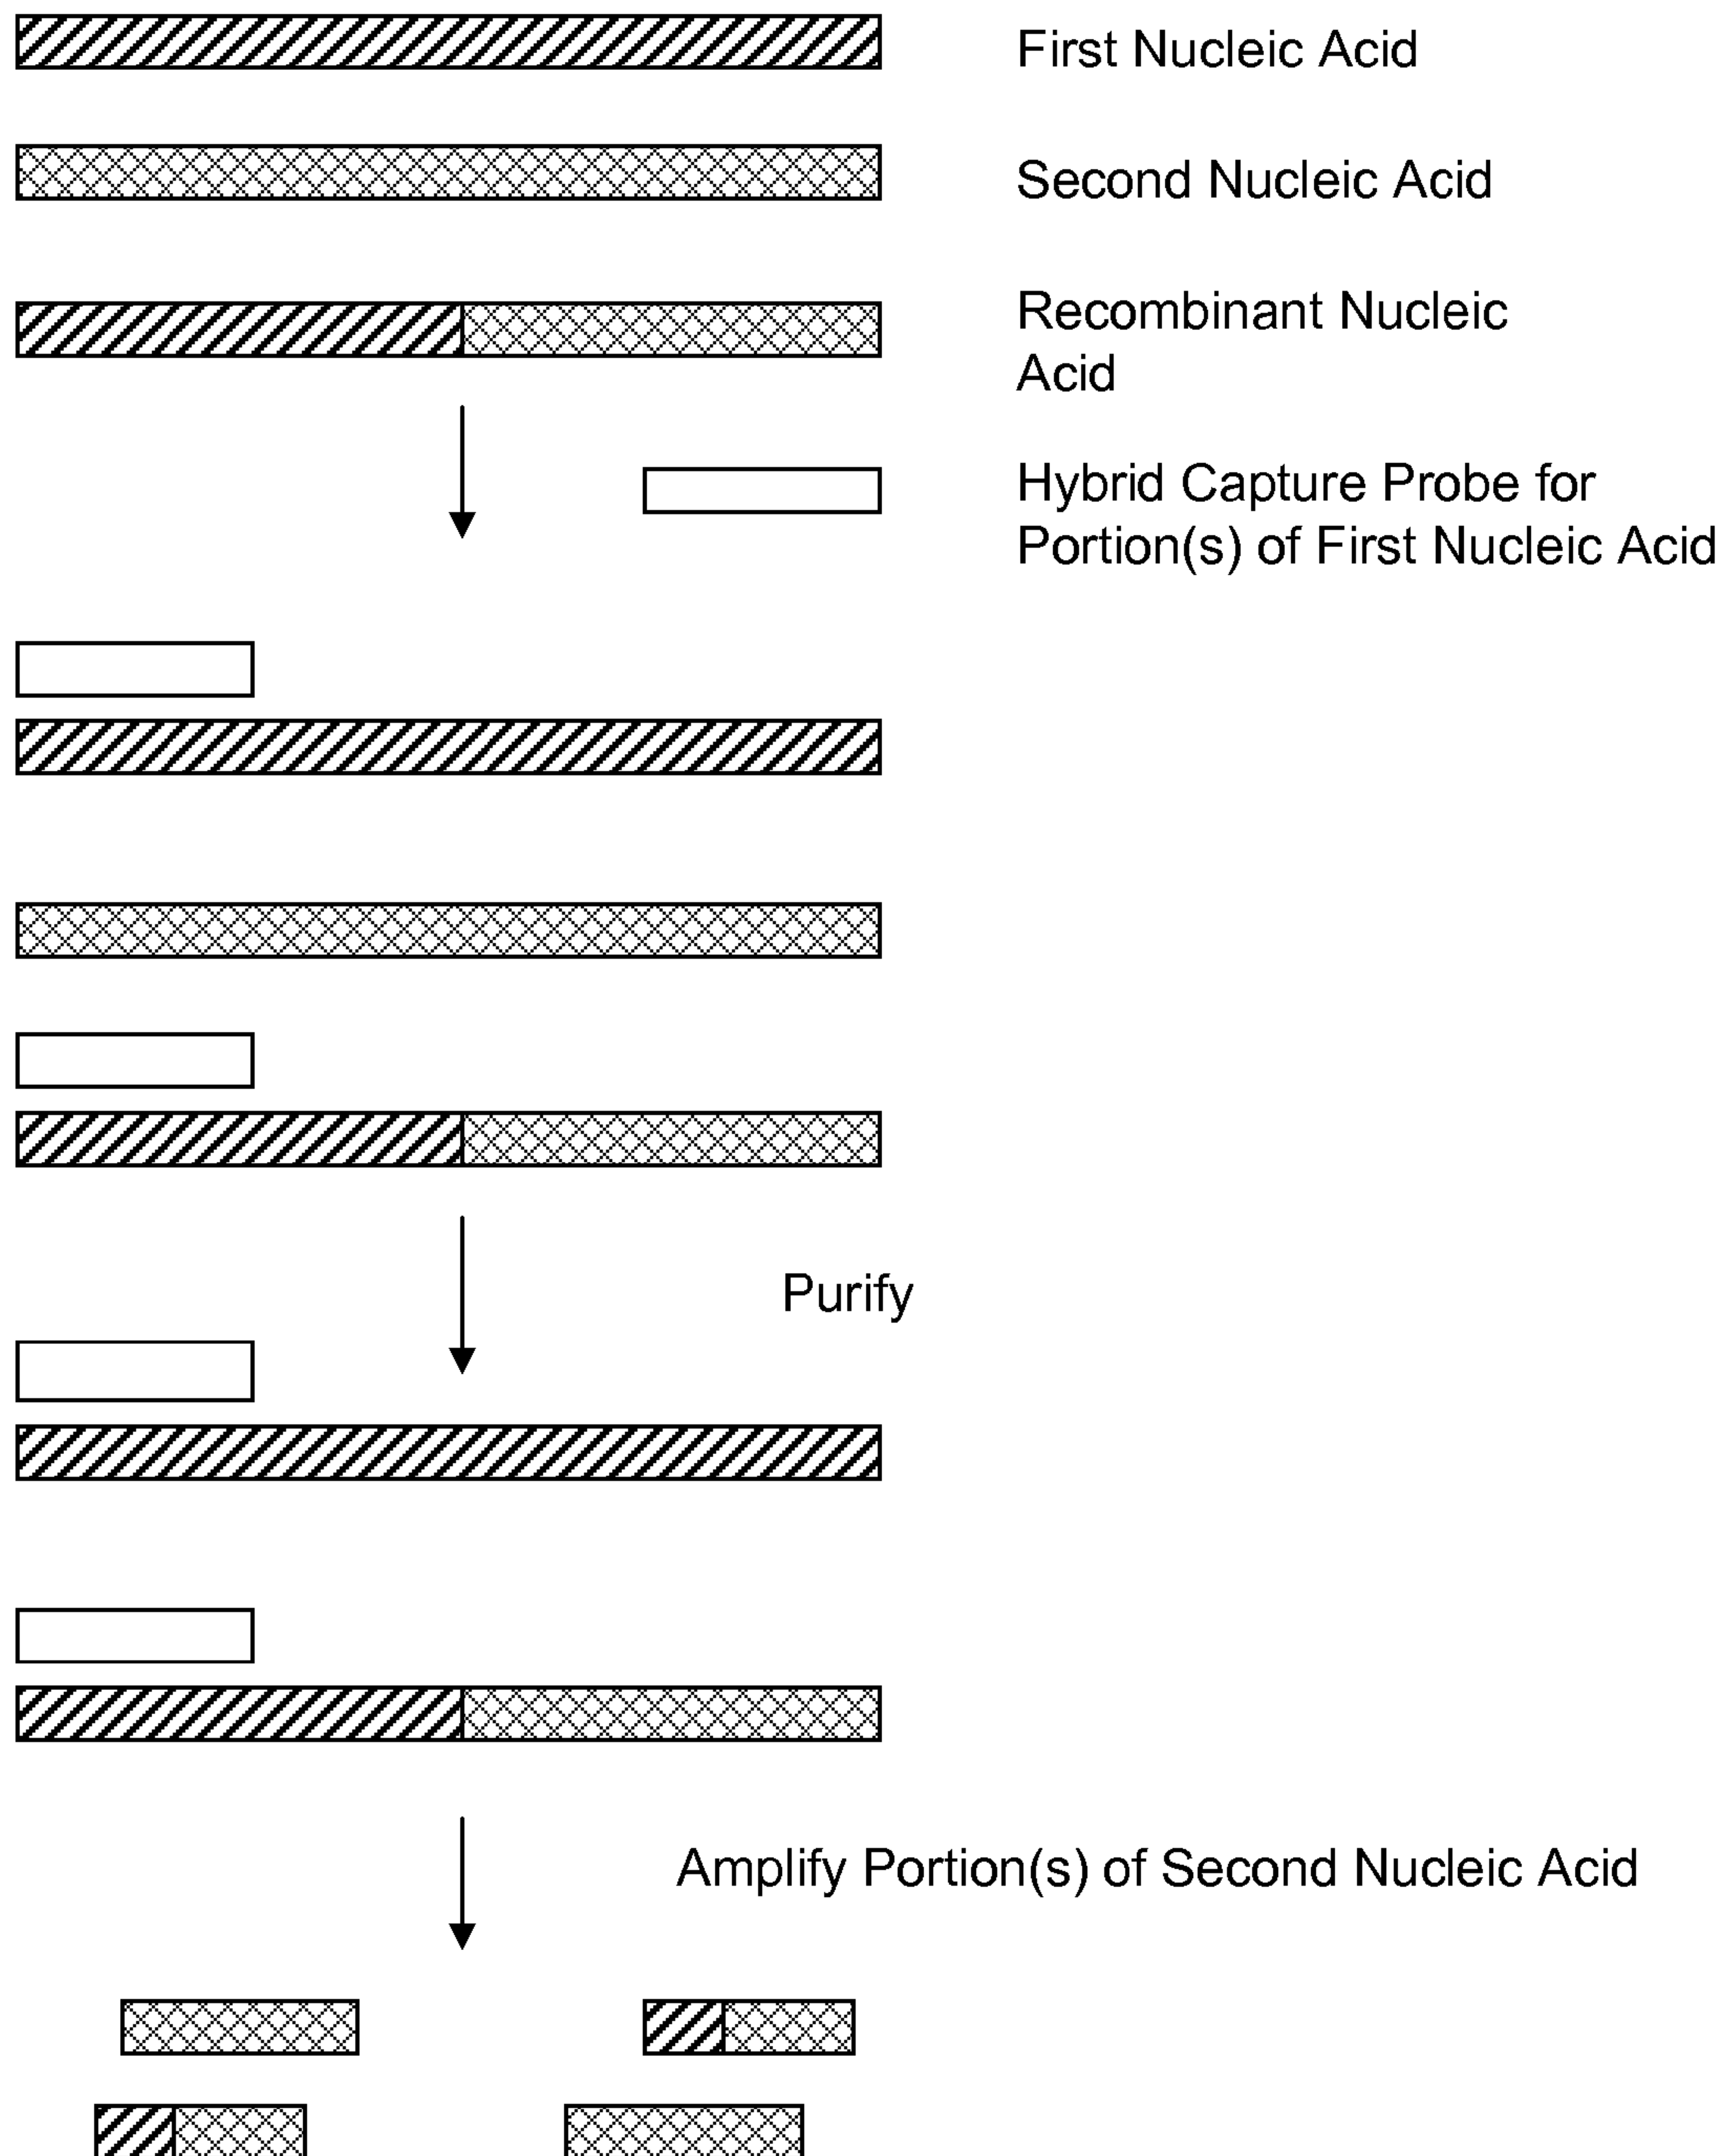 First Nucleic Acid
Second Nucleic Acid
Recombinant Nucleic
Acid
Hybrid Capture Probe for
Portion(s) of First Nucleic Acid
Purify
Amplify Portion(s) of Second Nucleic Acid